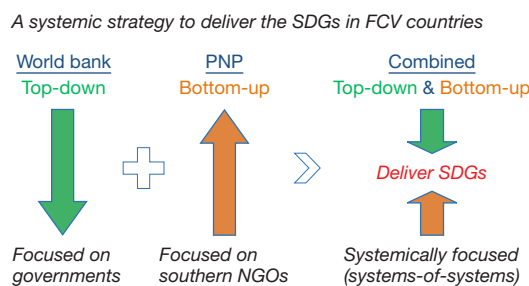 A systemic strategy to deliver the SDGs in FCV countries
World bank
Top-down
PNP
Bottom-up
Combined
Top-down & Bottom-up
Deliver SDGs
Focused on
governments
Focused on
southern NGOs
Systemically focused
(systems-of-systems)